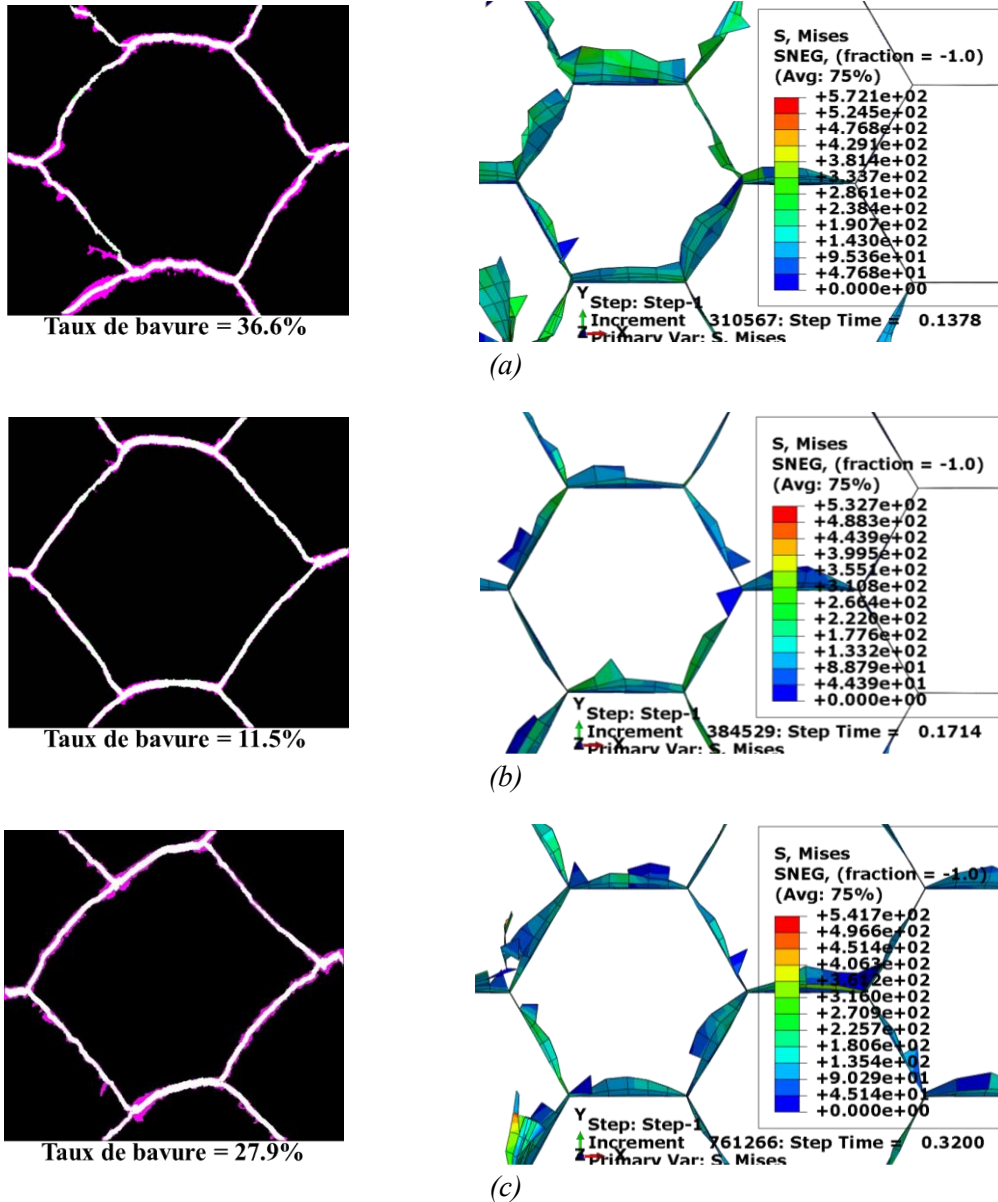 Taux de bavure = 36.6%
S, Mises
SNEG, (fraction = -1.0)
(Avg: 75%)
+5.721e+02
+5.245e+02
+4.768e+02
+4.291e+02
+3.814e+02
+3.337e+02
+2.861e+02
+2.384e+02
+1.907e+02
+1.430e+02
+9.536e+01
+4.768e+01
+0.000e+00
Y
Z X
Step: Step-1
Increment 310567: Step Time = 0.1378
Primary Var: S, Mises
(a)
Taux de bavure = 11.5%
S, Mises
SNEG, (fraction = -1.0)
(Avg: 75%)
+5.327e+02
+4.883e+02
+4.439e+02
+3.995e+02
+3.551e+02
+3.108e+02
+2.664e+02
+2.220e+02
+1.776e+02
+1.332e+02
+8.879e+01
+4.439e+01
+0.000e+00
Y
Z X
Step: Step-1
Increment 384529: Step Time = 0.1714
Primary Var: S, Mises
(b)
Taux de bavure = 27.9%
S, Mises
SNEG, (fraction = -1.0)
(Avg: 75%)
+5.417e+02
+4.966e+02
+4.514e+02
+4.063e+02
+3.612e+02
+3.160e+02
+2.709e+02
+2.257e+02
+1.806e+02
+1.354e+02
+9.029e+01
+4.514e+01
+0.000e+00
Y
Z X
Step: Step-1
Increment 761266: Step Time = 0.3200
Primary Var: S, Mises
(c)